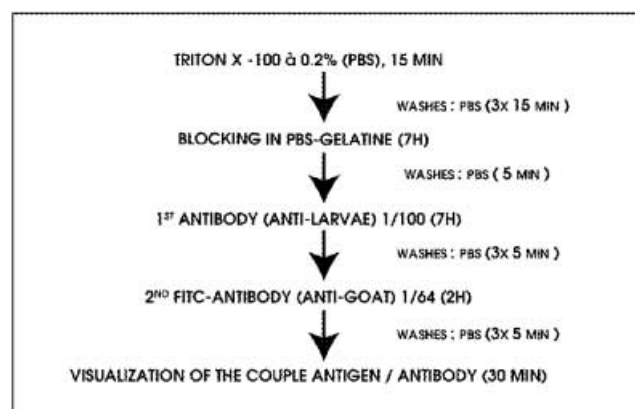 TRITON X -100 à 0.2% (PBS), 15 MIN
WASHES : PBS (3X 15 MIN)
BLOCKING IN PBS-GELATINE (7H)
WASHES : PBS ( 5 MIN)
1ST ANTIBODY (ANTI-LARVAE) 1/100 (7H)
WASHES : PBS (3X 5 MIN)
2ND FITC-ANTIBODY (ANTI-GOAT) 1/64 (2H)
WASHES : PBS (3X 5 MIN)
VISUALIZATION OF THE COUPLE ANTIGEN / ANTIBODY (30 MIN)